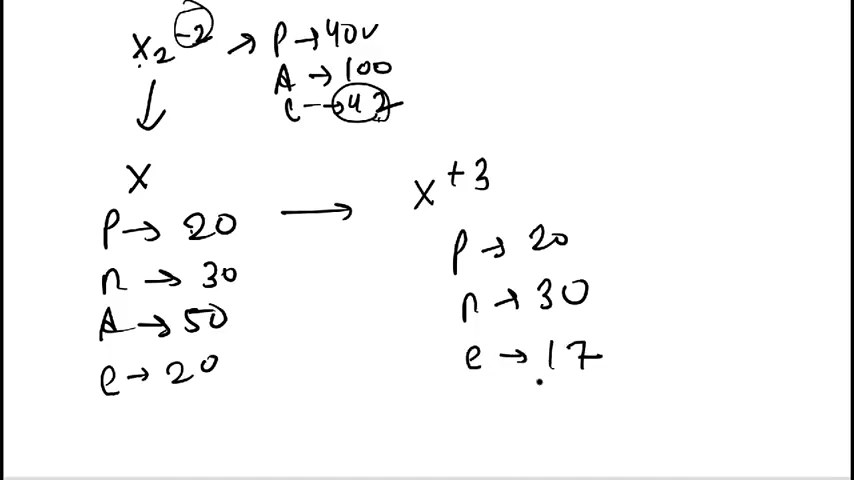 X₂⁻² → P → 40
A → 100
e → 42
↓
X
P → 20 → X⁺³
n → 30
A → 50
e → 20
P → 20
n → 30
e → 17